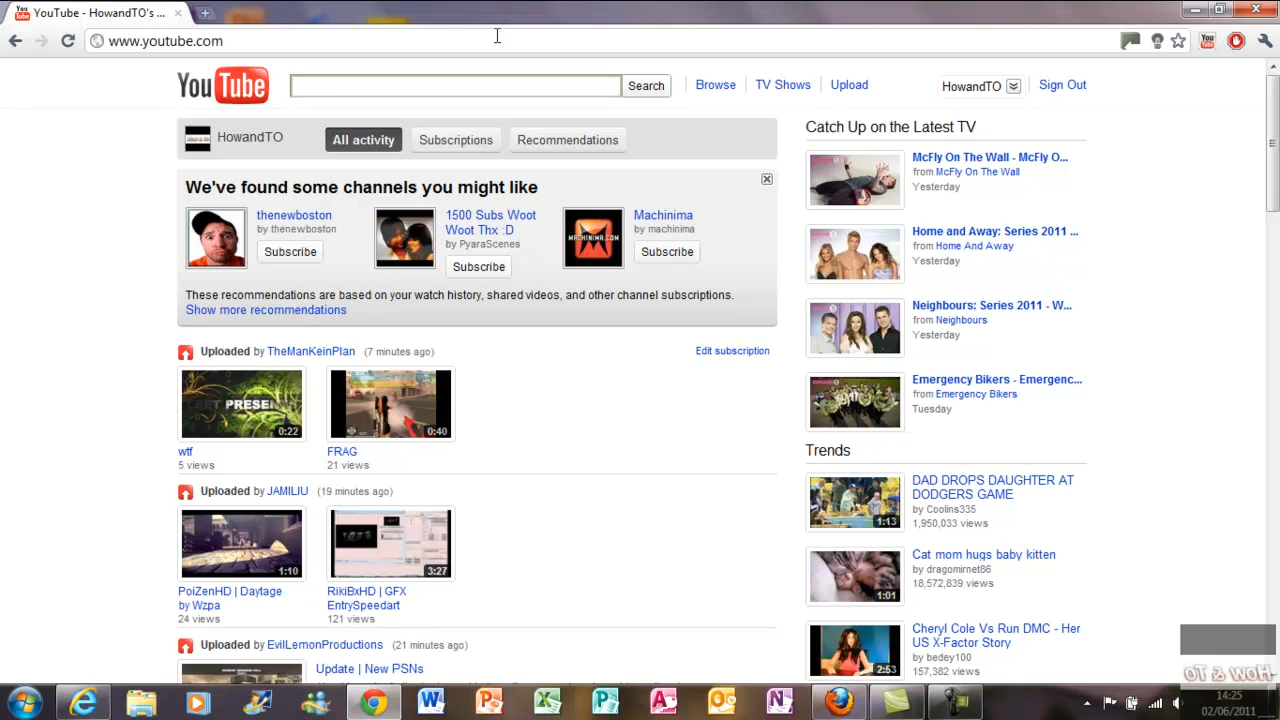 YouTube - HowandTO's ...
www.youtube.com
YouTube
Search
Browse
TV Shows
Upload
HowandTO
Sign Out
HowandTO
All activity
Subscriptions
Recommendations
We've found some channels you might like
thenewboston
by thenewboston
Subscribe
1500 Subs Woot
Woot Thx :D
by PyaraScenes
Subscribe
MACHINIMA.COM
Machinima
by machinima
Subscribe
These recommendations are based on your watch history, shared videos, and other channel subscriptions.
Show more recommendations
Uploaded by TheManKeinPlan (7 minutes ago)
Edit subscription
EET PRESEN
0:22
wtf
5 views
0:40
FRAG
21 views
Uploaded by JAMILIU (19 minutes ago)
1:10
PoiZenHD | Daytage
by Wzpa
24 views
3:27
RikiBxHD | GFX
EntrySpeedart
121 views
Uploaded by EvilLemonProductions (21 minutes ago)
Update | New PSNs
Catch Up on the Latest TV
McFly On The Wall - McFly O...
from McFly On The Wall
Yesterday
Home and Away: Series 2011 ...
from Home And Away
Yesterday
Neighbours: Series 2011 - W...
from Neighbours
Yesterday
Emergency Bikers - Emergenc...
from Emergency Bikers
Tuesday
Trends
DAD DROPS DAUGHTER AT
DODGERS GAME
by Coolins335
1,950,033 views
1:13
Cat mom hugs baby kitten
by dragomirnet86
18,572,839 views
1:01
Cheryl Cole Vs Run DMC - Her
US X-Factor Story
by bedey100
157,382 views
2:53
How & To
14:25
02/06/2011